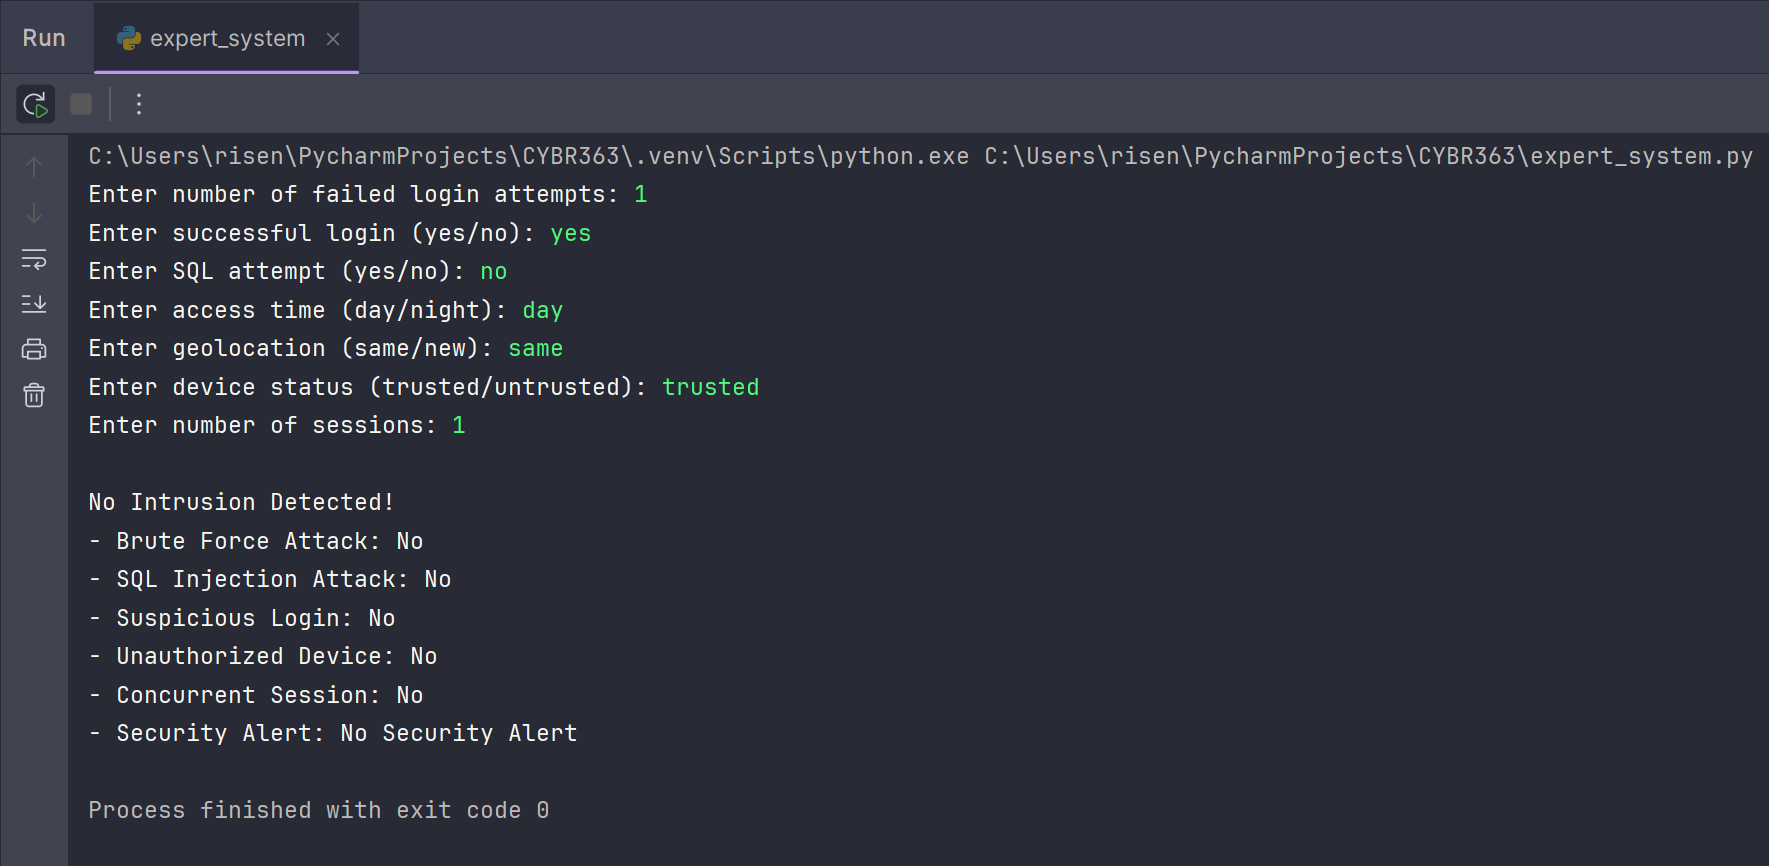 Run expert_system
C:\Users\risen\PycharmProjects\CYBR363\.venv\Scripts\python.exe C:\Users\risen\PycharmProjects\CYBR363\expert_system.py
Enter number of failed login attempts: 1
Enter successful login (yes/no): yes
Enter SQL attempt (yes/no): no
Enter access time (day/night): day
Enter geolocation (same/new): same
Enter device status (trusted/untrusted): trusted
Enter number of sessions: 1
No Intrusion Detected!
- Brute Force Attack: No
- SQL Injection Attack: No
- Suspicious Login: No
- Unauthorized Device: No
- Concurrent Session: No
- Security Alert: No Security Alert
Process finished with exit code 0